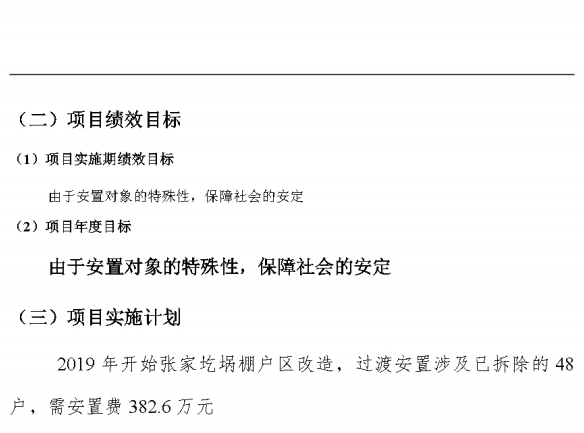 （二）项目绩效目标
（1）项目实施期绩效目标
由于安置对象的特殊性，保障社会的安定
（2）项目年度目标
由于安置对象的特殊性，保障社会的安定
（三）项目实施计划
2019 年开始张家圪埚棚户区改造，过渡安置涉及已拆除的 48
户，需安置费 382.6 万元